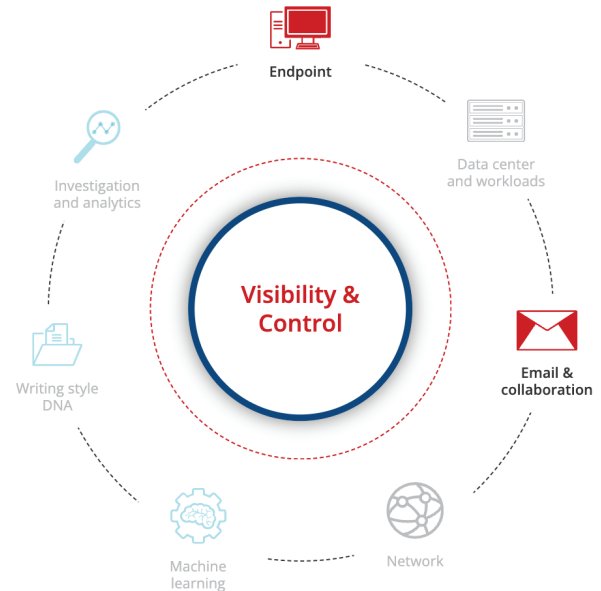 Endpoint
Data center
and workloads
Investigation
and analytics
Visibility &
Control
Email &
collaboration
Writing style
DNA
Network
Machine
learning